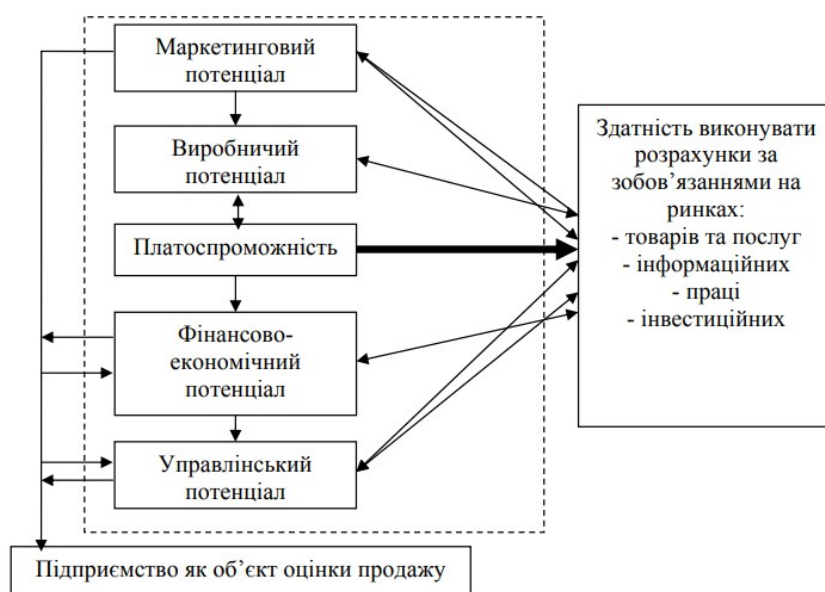 Маркетинговий
потенціал
Виробничий
потенціал
Платоспроможність
Фінансово-
економічний
потенціал
Управлінський
потенціал
Здатність виконувати
розрахунки за
зобов’язаннями на
ринках:
- товарів та послуг
- інформаційних
- праці
- інвестиційних
Підприємство як об’єкт оцінки продажу